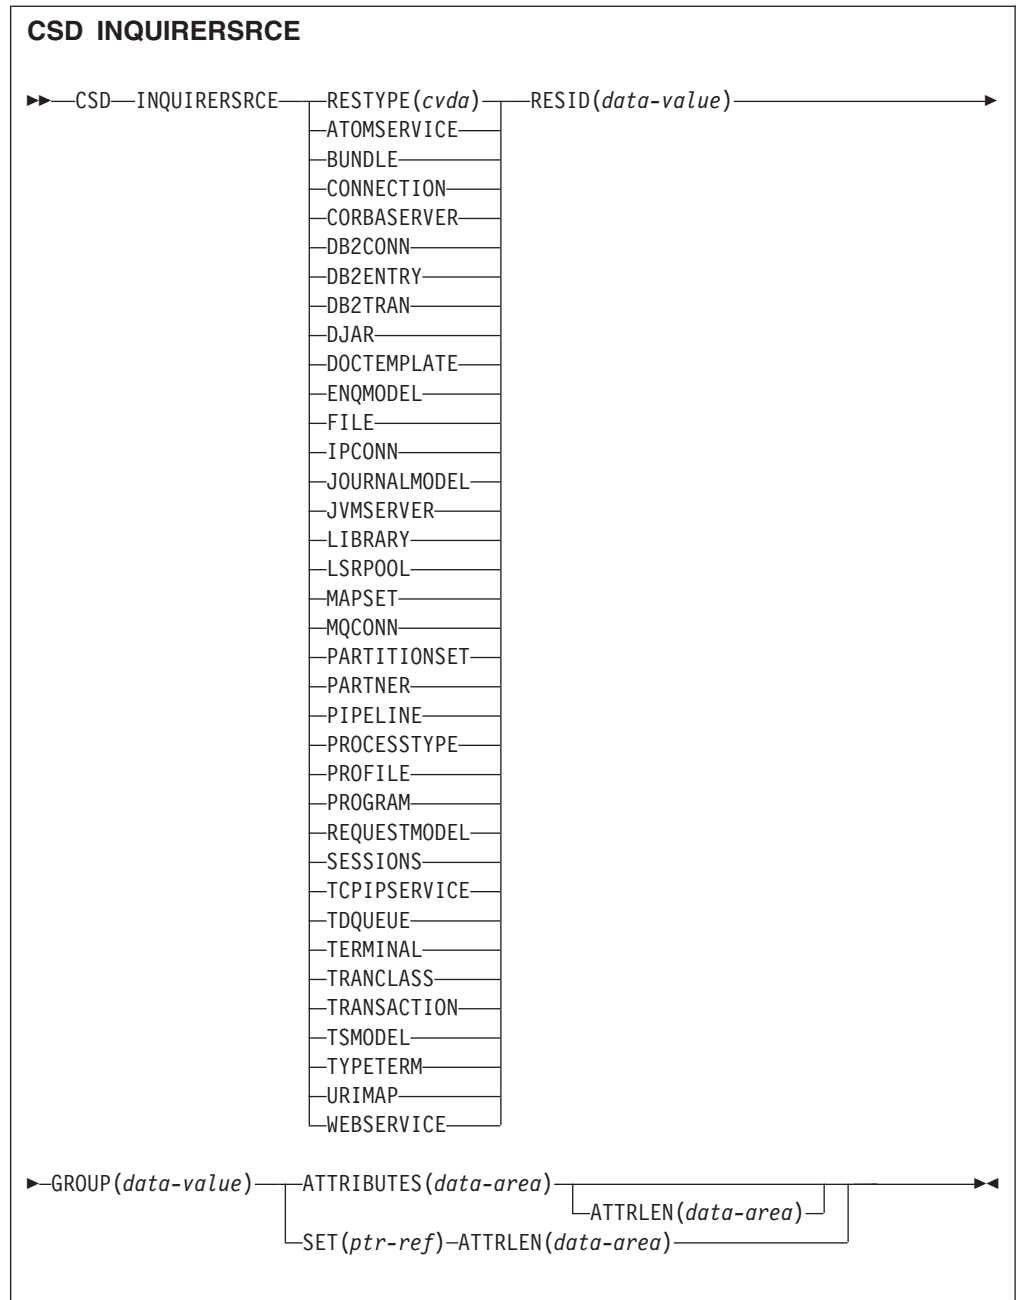 CSD INQUIRERSRCE
CSD INQUIRERSRCE RESTYPE(cvda) RESID(data-value)
ATOMSERVICE
BUNDLE
CONNECTION
CORBASERVER
DB2CONN
DB2ENTRY
DB2TRAN
DJAR
DOCTEMPLATE
ENQMODEL
FILE
IPCONN
JOURNALMODEL
JVMSERVER
LIBRARY
LSRPOOL
MAPSET
MQCONN
PARTITIONSET
PARTNER
PIPELINE
PROCESSTYPE
PROFILE
PROGRAM
REQUESTMODEL
SESSIONS
TCPIPSERVICE
TDQUEUE
TERMINAL
TRANCLASS
TRANSACTION
TSMODEL
TYPETERM
URIMAP
WEBSERVICE
GROUP(data-value) ATTRIBUTES(data-area)
ATTRLEN(data-area)
SET(ptr-ref) ATTRLEN(data-area)